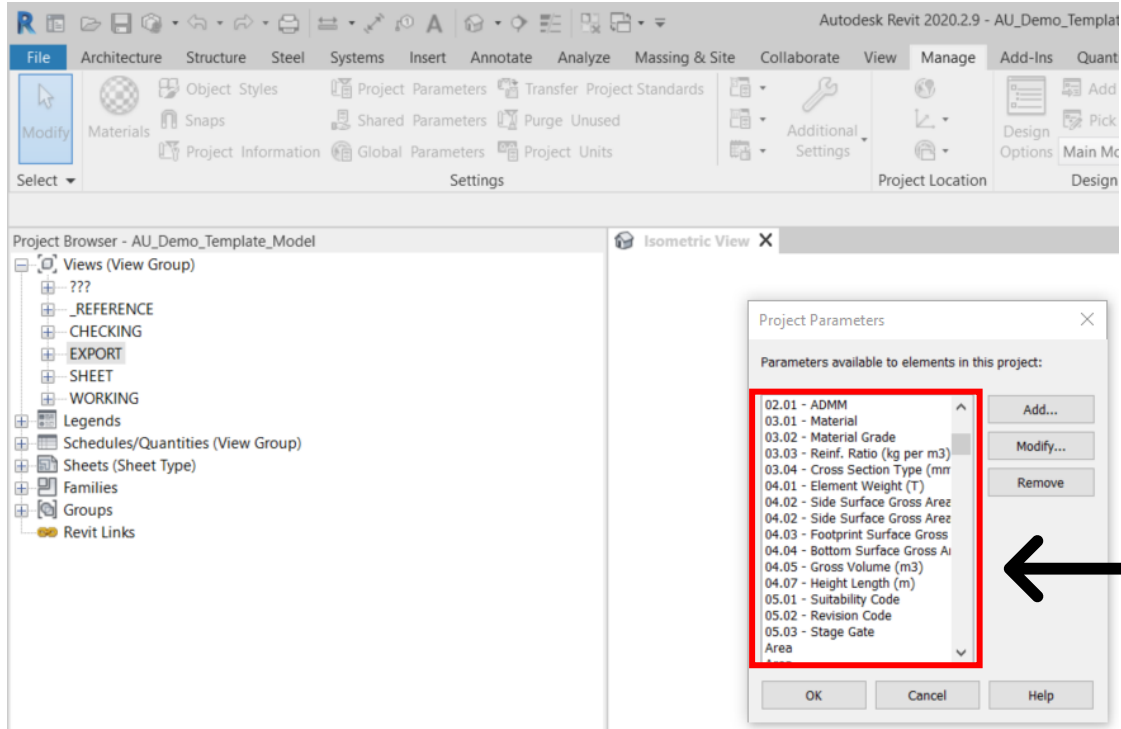 Autodesk Revit 2020.2.9 - AU_Demo_Templat
File Architecture Structure Steel Systems Insert Annotate Analyze Massing & Site Collaborate View Manage Add-Ins Quant
Object Styles Project Parameters Transfer Project Standards Add
Modify Materials Snaps Shared Parameters Purge Unused Additional Settings Design Options Pick
Project Information Global Parameters Project Units Main Mo
Select Settings Project Location Design
Project Browser - AU_Demo_Template_Model
Isometric View
Views (View Group)
???
_REFERENCE
CHECKING
EXPORT
SHEET
WORKING
Legends
Schedules/Quantities (View Group)
Sheets (Sheet Type)
Families
Groups
Revit Links
Project Parameters
Parameters available to elements in this project:
02.01 - ADMM
03.01 - Material
03.02 - Material Grade
03.03 - Reinf. Ratio (kg per m3)
03.04 - Cross Section Type (mm
04.01 - Element Weight (T)
04.02 - Side Surface Gross Area
04.02 - Side Surface Gross Area
04.03 - Footprint Surface Gross
04.04 - Bottom Surface Gross Ar
04.05 - Gross Volume (m3)
04.07 - Height Length (m)
05.01 - Suitability Code
05.02 - Revision Code
05.03 - Stage Gate
Area
Add...
Modify...
Remove
OK Cancel Help